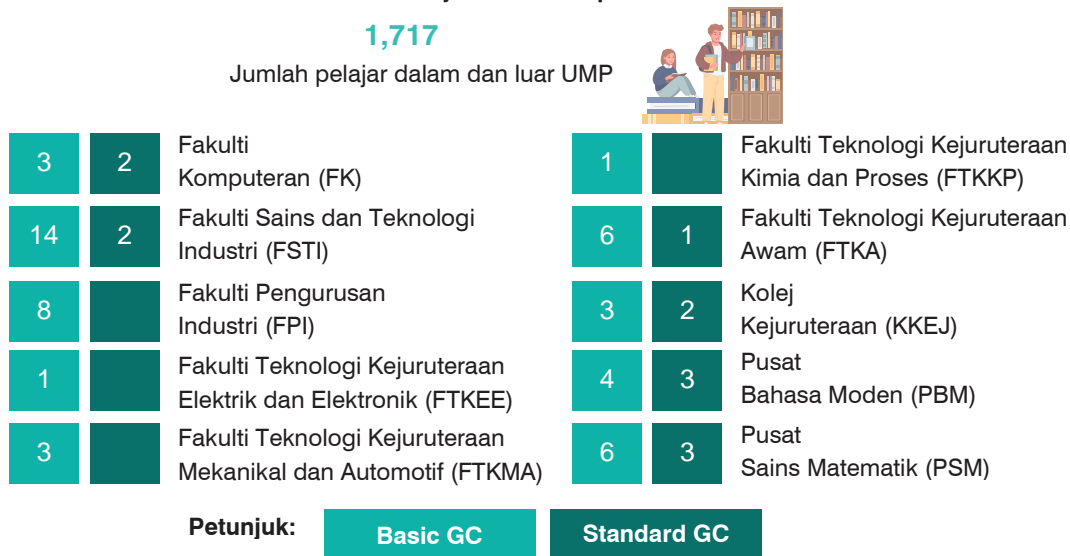 1,717
Jumlah pelajar dalam dan luar UMP
3 2 Fakulti
Komputeran (FK)
14 2 Fakulti Sains dan Teknologi
Industri (FSTI)
8 Fakulti Pengurusan
Industri (FPI)
1 Fakulti Teknologi Kejuruteraan
Elektrik dan Elektronik (FTKEE)
3 Fakulti Teknologi Kejuruteraan
Mekanikal dan Automotif (FTKMA)
1 Fakulti Teknologi Kejuruteraan
Kimia dan Proses (FTKKP)
6 1 Fakulti Teknologi Kejuruteraan
Awam (FTKA)
3 2 Kolej
Kejuruteraan (KKEJ)
4 3 Pusat
Bahasa Moden (PBM)
6 3 Pusat
Sains Matematik (PSM)
Petunjuk: Basic GC Standard GC